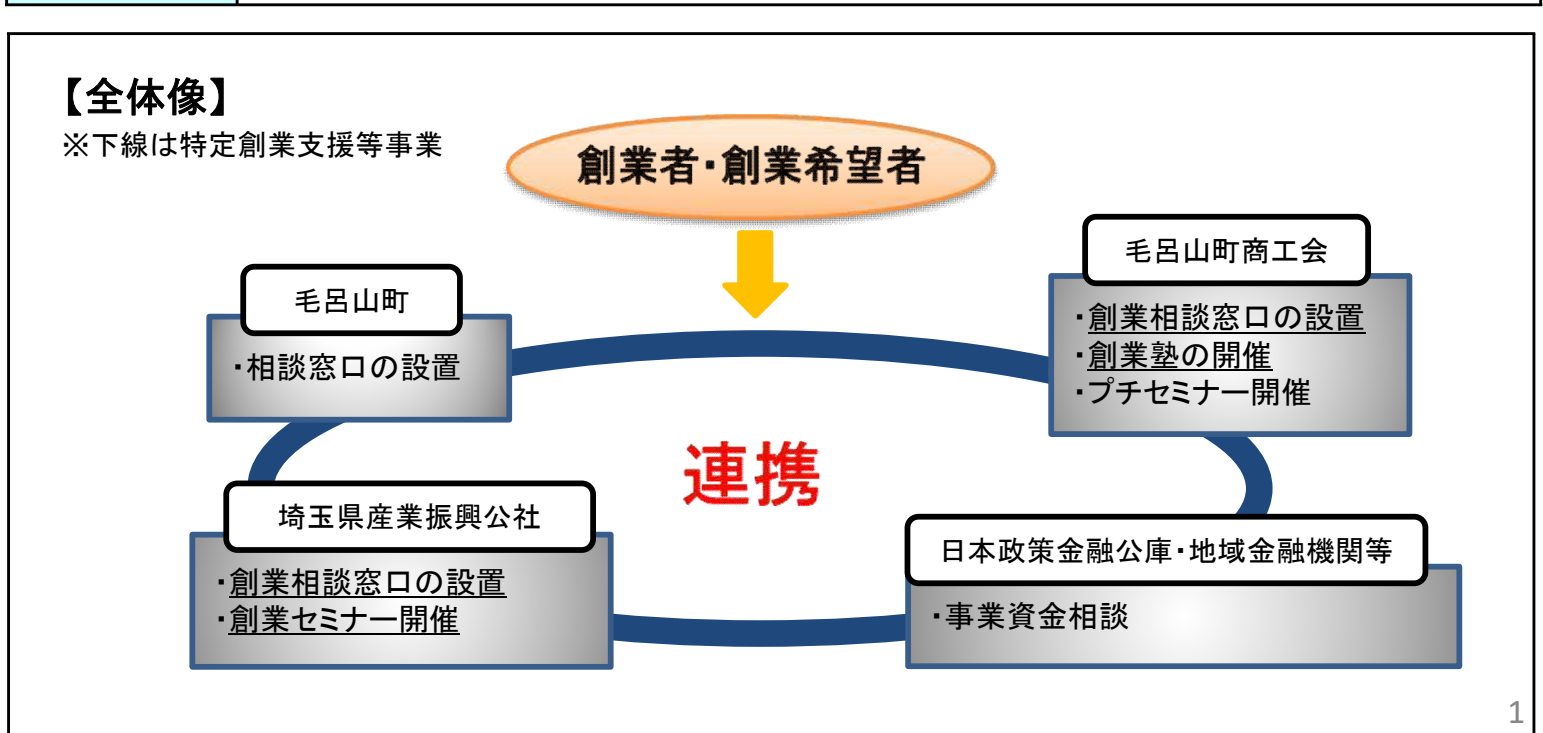 【全体像】
※下線は特定創業支援等事業
創業者・創業希望者
毛呂山町
・相談窓口の設置
毛呂山町商工会
・創業相談窓口の設置
・創業塾の開催
・プチセミナー開催
連携
埼玉県産業振興公社
・創業相談窓口の設置
・創業セミナー開催
日本政策金融公庫・地域金融機関等
・事業資金相談
1